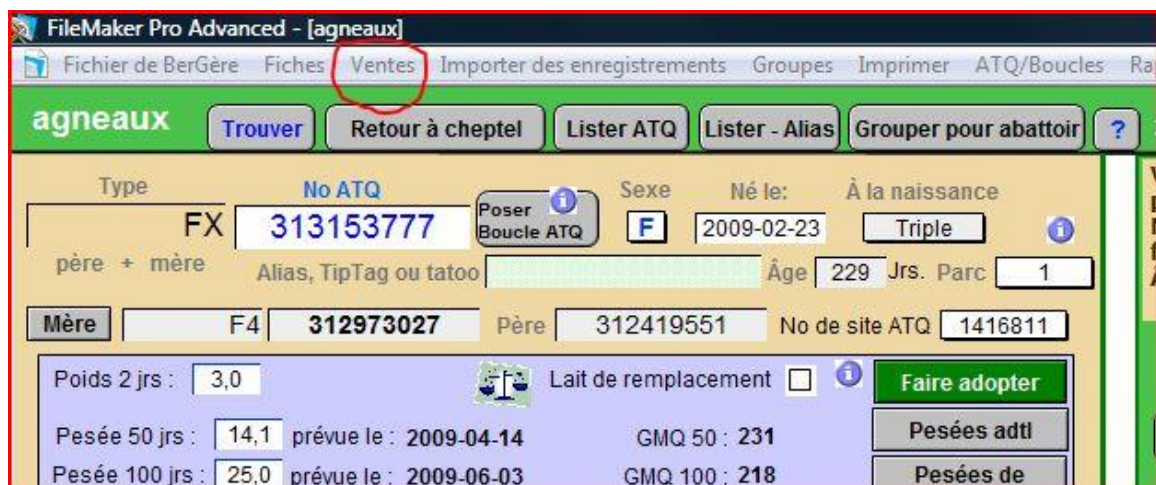 FileMaker Pro Advanced - [agneaux]
Fichier de BerGère Fiches Ventes Importer des enregistrements Groupes Imprimer ATQ/Boucles
agneaux Trouver Retour à cheptel Lister ATQ Lister - Alias Grouper pour abattoir ?
Type No ATQ Sexe Né le: À la naissance
FX 313153777 Poser Boucle ATQ F 2009-02-23 Triple
père + mère Alias, TipTag ou tatoo Âge 229 Jrs. Parc 1
Mère F4 312973027 Père 312419551 No de site ATQ 1416811
Poids 2 jrs : 3,0 Lait de remplacement Faire adopter
Pesée 50 jrs : 14,1 prévue le : 2009-04-14 GMQ 50 : 231 Pesées adtl
Pesée 100 jrs : 25,0 prévue le : 2009-06-03 GMQ 100 : 218 Pesées de